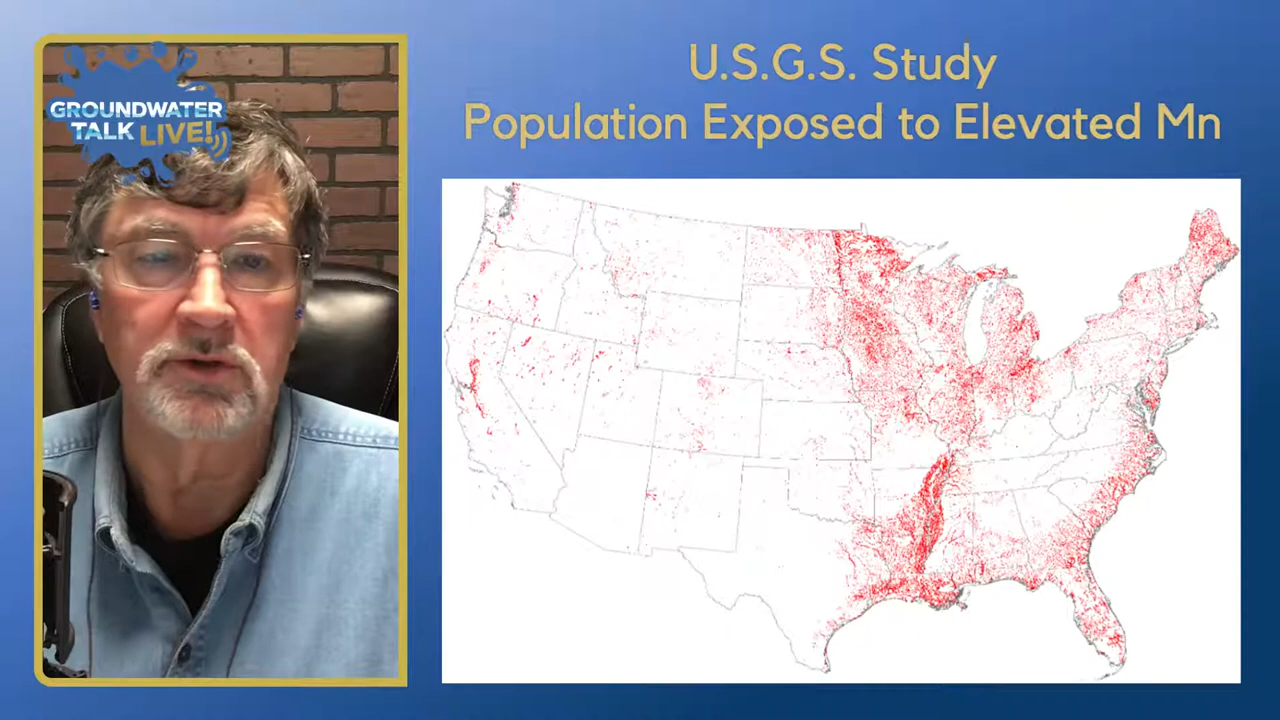 GROUNDWATER
TALK LIVE!
U.S.G.S. Study
Population Exposed to Elevated Mn